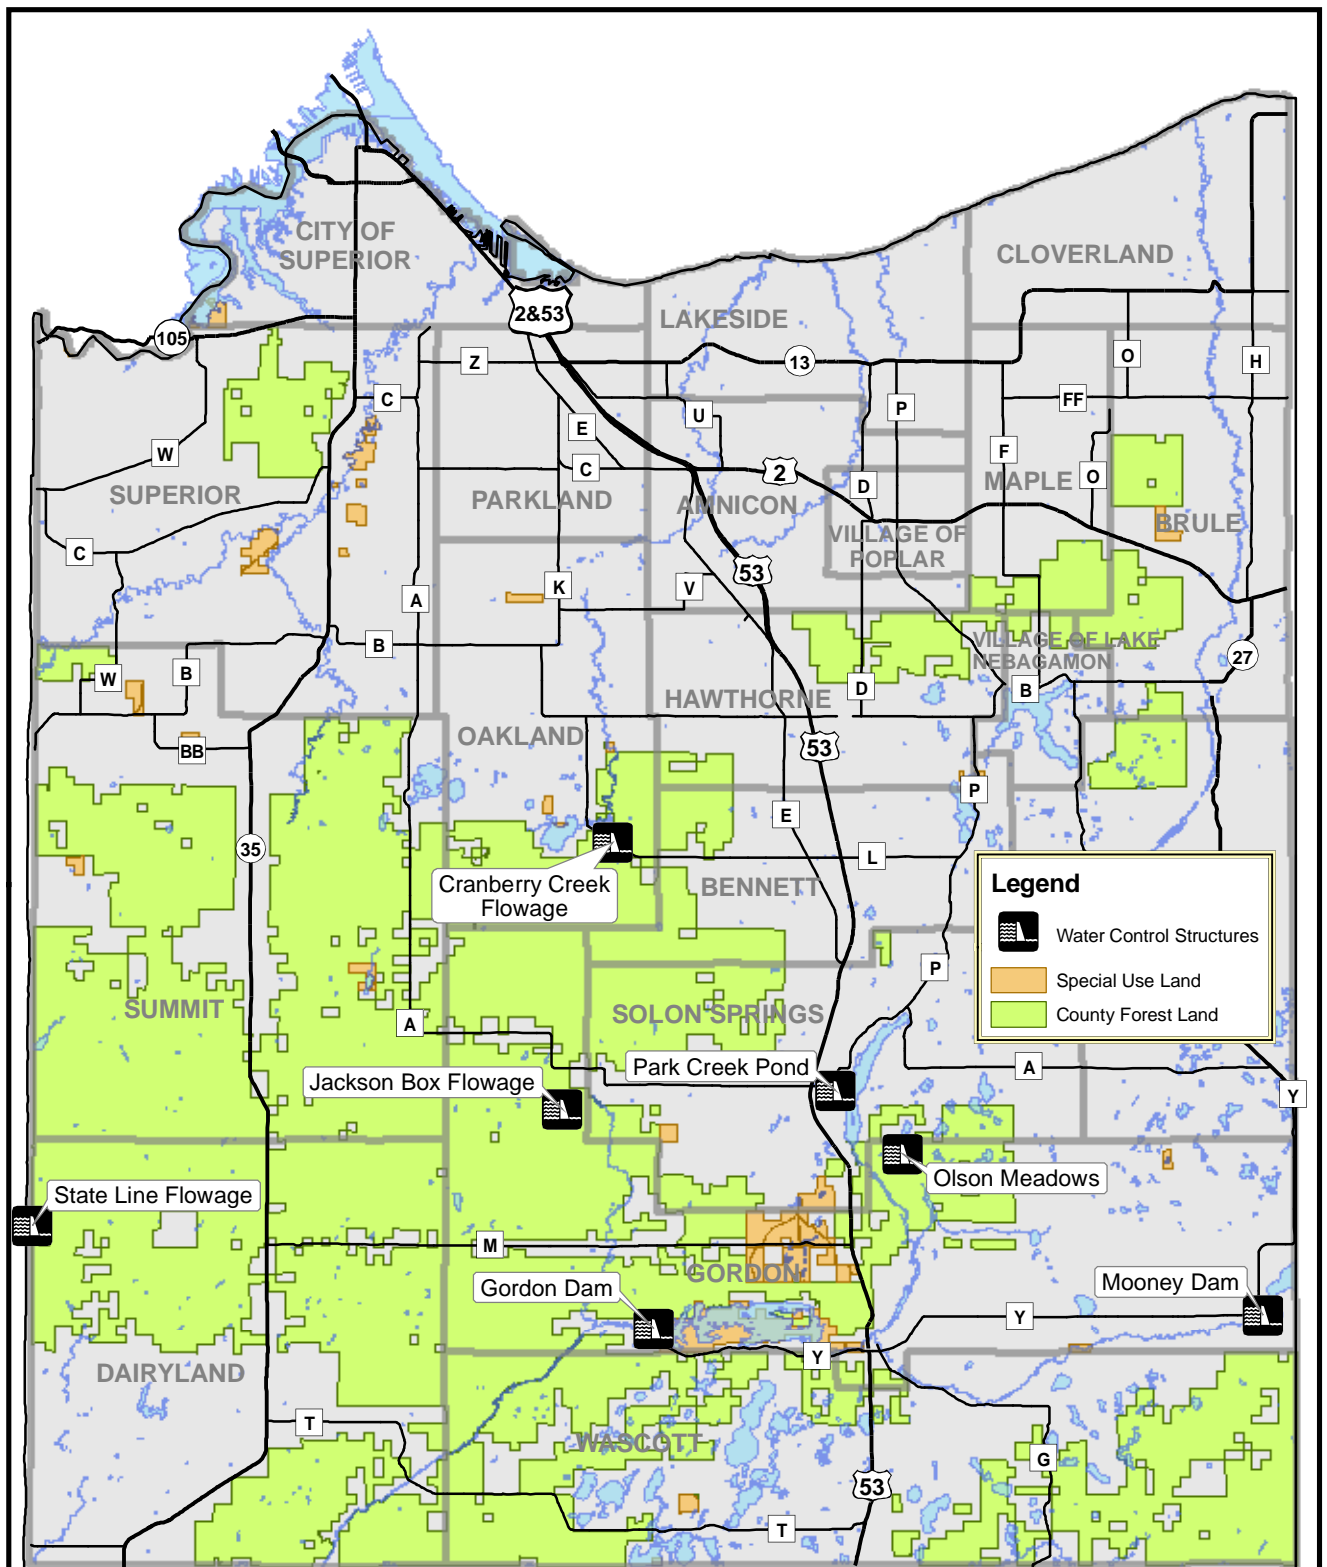 CITY OF
SUPERIOR
CLOVERLAND
2&53
LAKESIDE
105
13
Z
O
H
C
FF
P
U
E
F
W
C
2
O
D
MAPLE
SUPERIOR
PARKLAND
AMNICON
BRULE
VILLAGE OF
POPLAR
C
53
K
V
A
B
VILLAGE OF LAKE
NEBAGAMON
27
W
B
D
B
HAWTHORNE
OAKLAND
BB
53
P
E
35
L
Cranberry Creek
Flowage
BENNETT
Legend
Water Control Structures
Special Use Land
County Forest Land
P
SUMMIT
SOLON SPRINGS
A
Park Creek Pond
A
Jackson Box Flowage
Y
Olson Meadows
State Line Flowage
M
GORDON
Gordon Dam
Mooney Dam
Y
Y
DAIRYLAND
T
WASCOTT
G
53
T